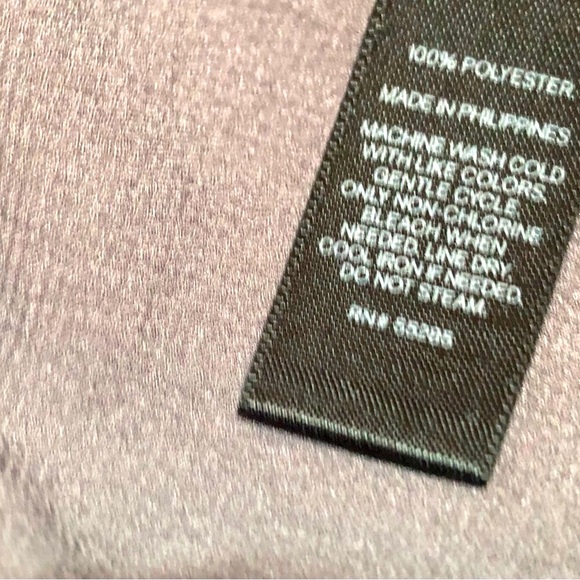 100% POLYESTER
MADE IN PHILIPPINES
MACHINE WASH COLD
WITH LIKE COLORS,
GENTLE CYCLE.
ONLY NON-CHLORINE
BLEACH, WHEN
NEEDED, LINE DRY,
COOL IRON IF NEEDED,
DO NOT STEAM.
RN#